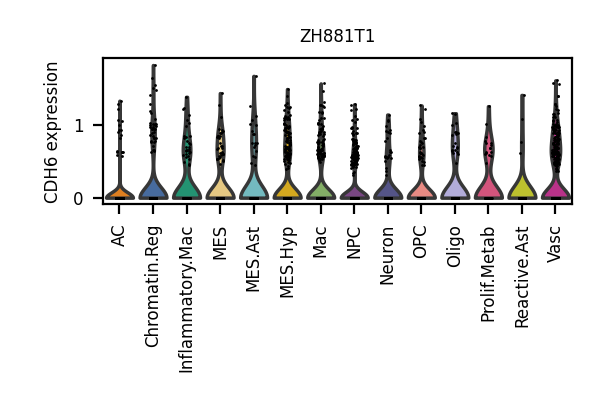 ZH881T1
CDH6 expression
1
0
AC
Chromatin.Reg
Inflammatory.Mac
MES
MES.Ast
MES.Hyp
Mac
NPC
Neuron
OPC
Oligo
Prolif.Metab
Reactive.Ast
Vasc